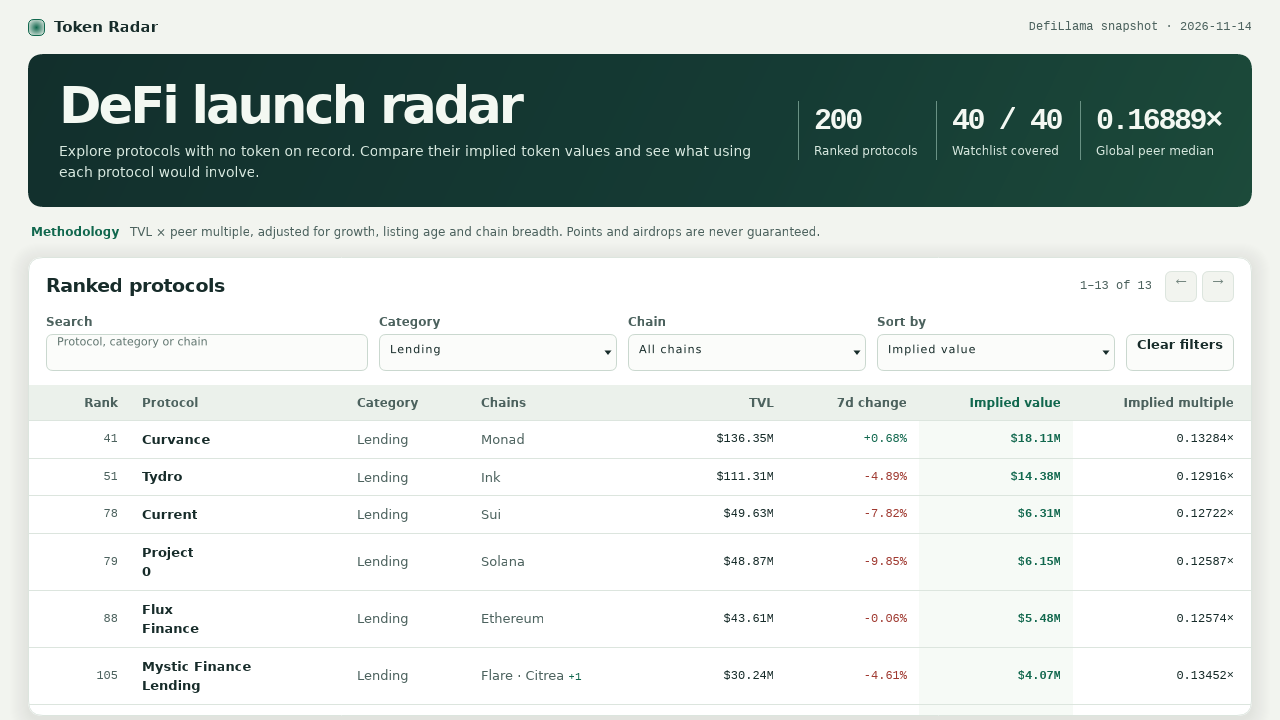 Token Radar
DefiLlama snapshot · 2026-11-14
DeFi launch radar
Explore protocols with no token on record. Compare their implied token values and see what using
each protocol would involve.
200
Ranked protocols
40 / 40
Watchlist covered
0.16889×
Global peer median
Methodology TVL × peer multiple, adjusted for growth, listing age and chain breadth. Points and airdrops are never guaranteed.
Ranked protocols
1–13 of 13 ← →
Search Category Chain Sort by
Protocol, category or chain Lending All chains Implied value Clear filters
Rank Protocol Category Chains TVL 7d change Implied value Implied multiple
41 Curvance Lending Monad $136.35M +0.68% $18.11M 0.13284×
51 Tydro Lending Ink $111.31M -4.89% $14.38M 0.12916×
78 Current Lending Sui $49.63M -7.82% $6.31M 0.12722×
79 Project 0 Lending Solana $48.87M -9.85% $6.15M 0.12587×
88 Flux Finance Lending Ethereum $43.61M -0.06% $5.48M 0.12574×
105 Mystic Finance Lending Lending Flare · Citrea +1 $30.24M -4.61% $4.07M 0.13452×